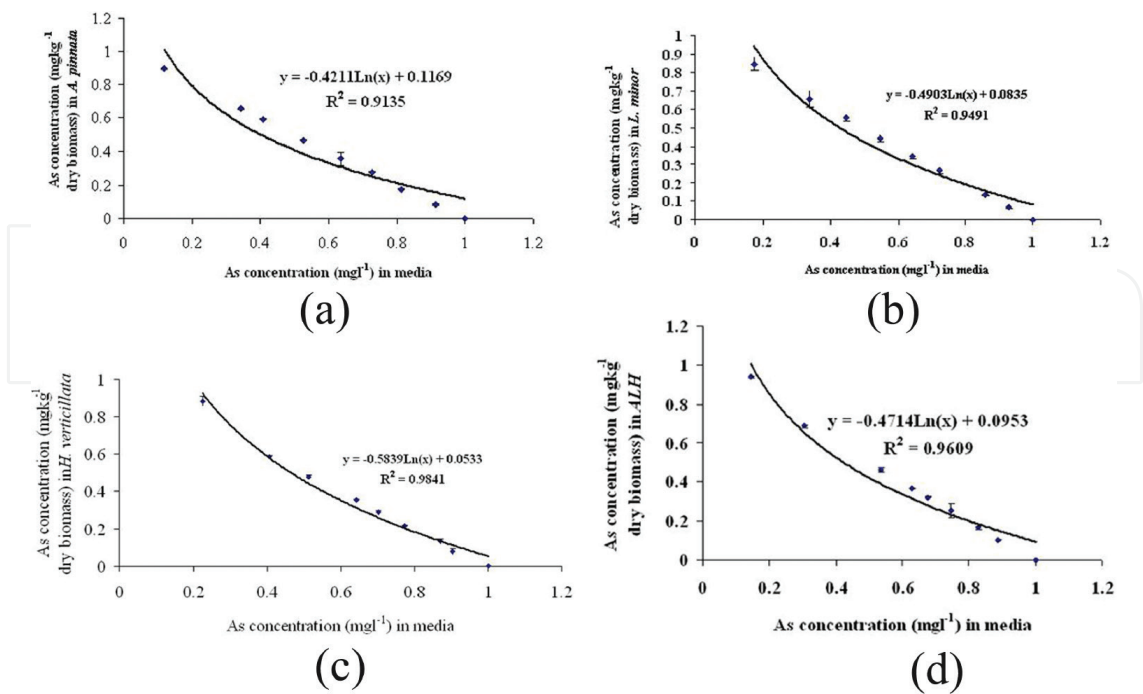 As concentration (mgkg-1
dry biomass) in A. pinnata
1.2
1
0.8
0.6
0.4
0.2
0
y = -0.4211Ln(x) + 0.1169
R2 = 0.9135
0 0.2 0.4 0.6 0.8 1 1.2
As concentration (mgl-1) in media
(a)
As concentration (mgkg-1
dry biomass) in L. minor
1
0.9
0.8
0.7
0.6
0.5
0.4
0.3
0.2
0.1
0
y = -0.4903Ln(x) + 0.0835
R2 = 0.9491
0 0.2 0.4 0.6 0.8 1 1.2
As concentration (mgl-1) in media
(b)
As concentration (mgkg-1
dry biomass) in H. verticillata
1
0.8
0.6
0.4
0.2
0
y = -0.5839Ln(x) + 0.0533
R2 = 0.9841
0 0.2 0.4 0.6 0.8 1 1.2
As concentration (mgl-1) in media
(c)
As concentration (mgkg-1
dry biomass) in ALH
1.2
1
0.8
0.6
0.4
0.2
0
y = -0.4714Ln(x) + 0.0953
R2 = 0.9609
0 0.2 0.4 0.6 0.8 1 1.2
As concentration (mgl-1) in media
(d)